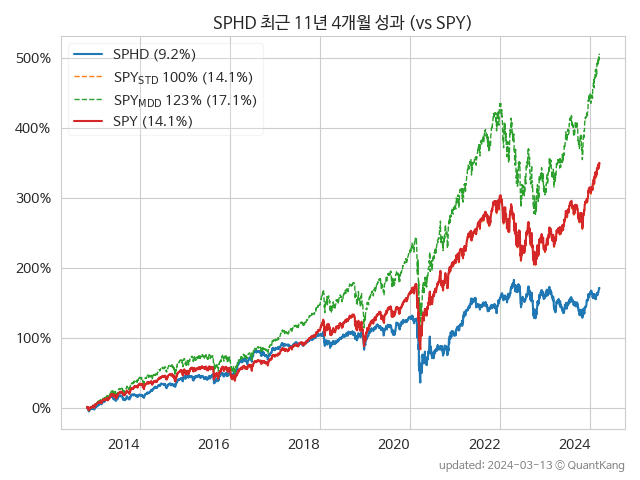 SPHD 최근 11년 4개월 성과 (vs SPY)
SPHD (9.2%)
SPYSTD 100% (14.1%)
SPYMDD 123% (17.1%)
SPY (14.1%)
500%
400%
300%
200%
100%
0%
2014 2016 2018 2020 2022 2024
updated: 2024-03-13 © QuantKang